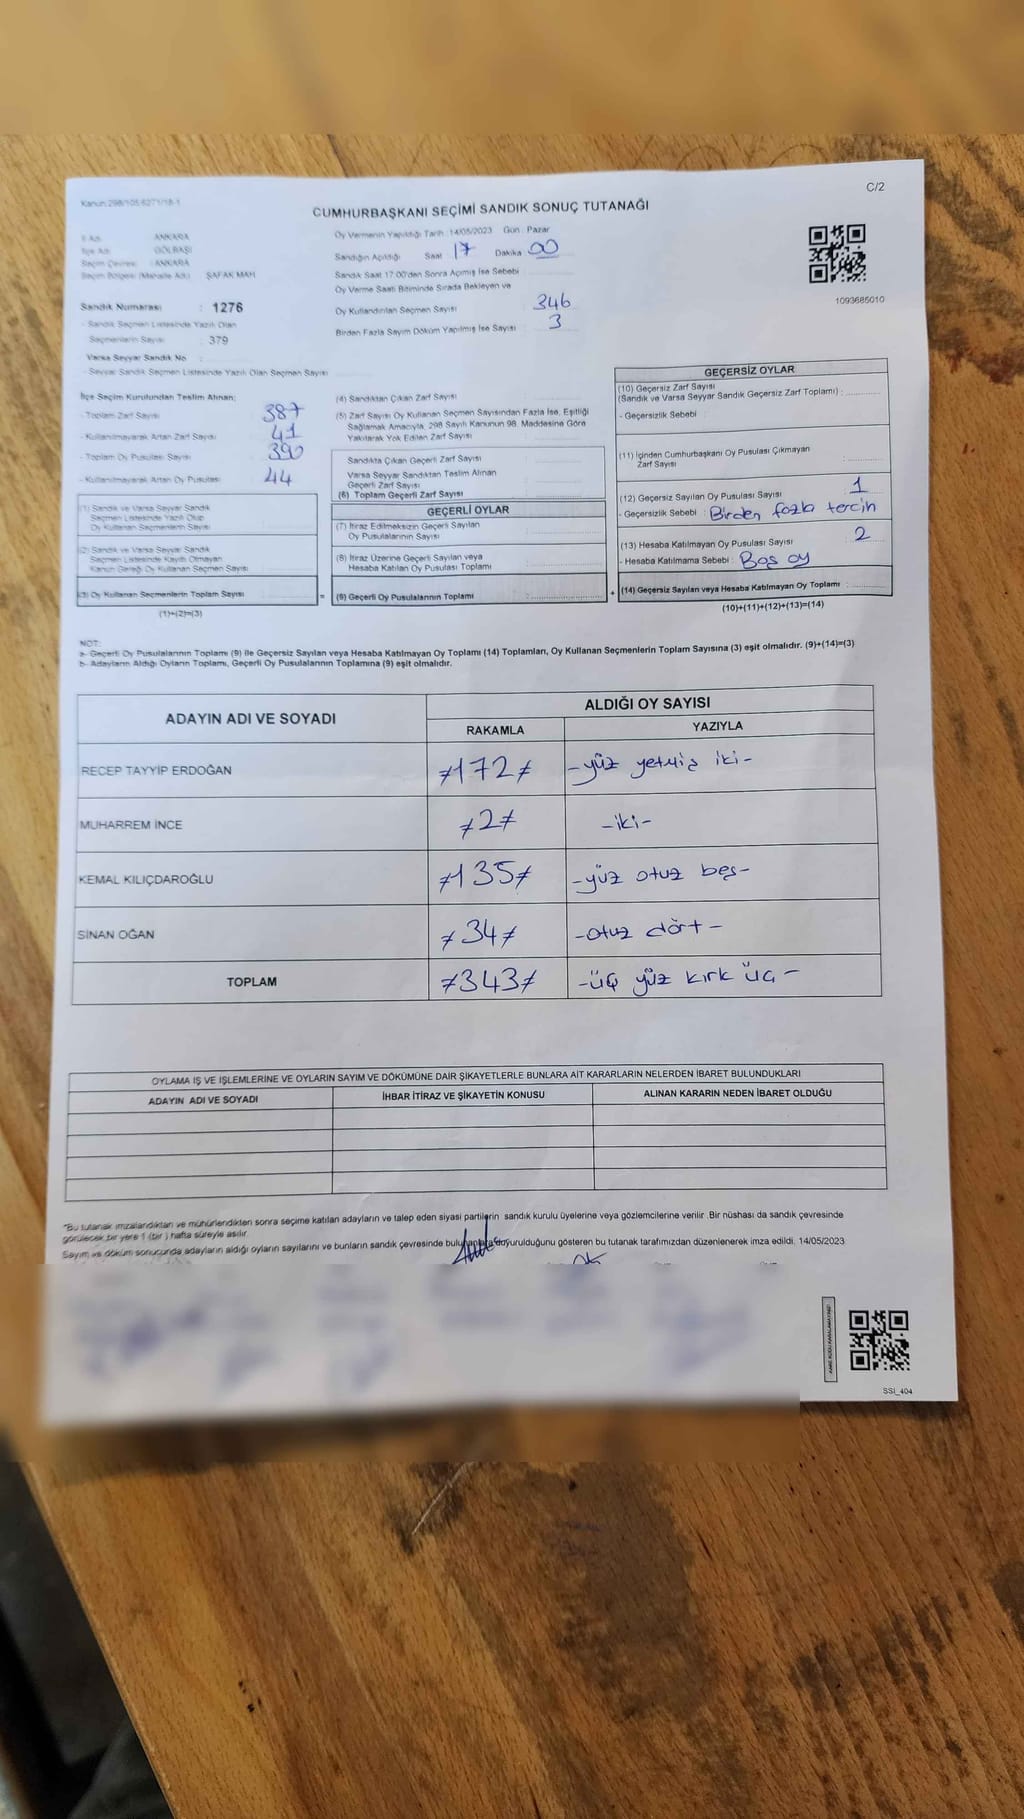 Kanun:298/105.6271/18-1
C/2
CUMHURBAŞKANI SEÇİMİ SANDIK SONUÇ TUTANAĞI
İl Adı : ANKARA
İlçe Adı : GÖLBAŞI
Seçim Çevresi : ANKARA
Seçim Bölgesi (Mahalle Adı) : ŞAFAK MAH
Sandık Numarası : 1276
- Sandık Seçmen Listesinde Yazılı Olan
Seçmenlerin Sayısı : 379
Varsa Seyyar Sandık No :
- Seyyar Sandık Seçmen Listesinde Yazılı Olan Seçmen Sayısı
Oy Vermenin Yapıldığı Tarih :14/05/2023 Gün : Pazar
Sandığın Açıldığı Saat 17 Dakika 00
Sandık Saat 17:00'den Sonra Açılmış İse Sebebi
Oy Verme Saati Bitiminde Sırada Bekleyen ve
Oy Kullandırılan Seçmen Sayısı 346
Birden Fazla Sayım Döküm Yapılmış İse Sayısı 3
1093685010
İlçe Seçim Kurulundan Teslim Alınan;
- Toplam Zarf Sayısı 387
- Kullanılmayarak Artan Zarf Sayısı 41
- Toplam Oy Pusulası Sayısı 390
- Kullanılmayarak Artan Oy Pusulası 44
(1) Sandık ve Varsa Seyyar Sandık
Seçmen Listesinde Yazılı Olup
Oy Kullanan Seçmenlerin Sayısı
(2) Sandık ve Varsa Seyyar Sandık
Seçmen Listesinde Kayıtlı Olmayan
Kanun Gereği Oy Kullanan Seçmen Sayısı
(3) Oy Kullanan Seçmenlerin Toplam Sayısı =
(1)+(2)=(3)
(4) Sandıktan Çıkan Zarf Sayısı
(5) Zarf Sayısı Oy Kullanan Seçmen Sayısından Fazla İse, Eşitliği
Sağlamak Amacıyla, 298 Sayılı Kanunun 98. Maddesine Göre
Yakılarak Yok Edilen Zarf Sayısı
Sandıkta Çıkan Geçerli Zarf Sayısı
Varsa Seyyar Sandıktan Teslim Alınan
Geçerli Zarf Sayısı
(6) Toplam Geçerli Zarf Sayısı
GEÇERLİ OYLAR
(7) İtiraz Edilmeksizin Geçerli Sayılan
Oy Pusulalarının Sayısı
(8) İtiraz Üzerine Geçerli Sayılan veya
Hesaba Katılan Oy Pusulası Toplamı
(9) Geçerli Oy Pusulalarının Toplamı : +
GEÇERSİZ OYLAR
(10) Geçersiz Zarf Sayısı
(Sandık ve Varsa Seyyar Sandık Geçersiz Zarf Toplamı) :
- Geçersizlik Sebebi :
(11) İçinden Cumhurbaşkanı Oy Pusulası Çıkmayan
Zarf Sayısı
(12) Geçersiz Sayılan Oy Pusulası Sayısı 1
- Geçersizlik Sebebi : Birden fazla tercih
(13) Hesaba Katılmayan Oy Pusulası Sayısı 2
- Hesaba Katılmama Sebebi : Boş oy
(14) Geçersiz Sayılan veya Hesaba Katılmayan Oy Toplamı :
(10)+(11)+(12)+(13)=(14)
NOT:
a- Geçerli Oy Pusulalarının Toplamı (9) ile Geçersiz Sayılan veya Hesaba Katılmayan Oy Toplamı (14) Toplamları, Oy Kullanan Seçmenlerin Toplam Sayısına (3) eşit olmalıdır. (9)+(14)=(3)
b- Adayların Aldığı Oyların Toplamı, Geçerli Oy Pusulalarının Toplamına (9) eşit olmalıdır.
ADAYIN ADI VE SOYADI
ALDIĞI OY SAYISI
RAKAMLA YAZIYLA
RECEP TAYYİP ERDOĞAN ≠172≠ -yüz yetmiş iki-
MUHARREM İNCE ≠2≠ -iki-
KEMAL KILIÇDAROĞLU ≠135≠ -yüz otuz beş-
SİNAN OĞAN ≠34≠ -otuz dört-
TOPLAM ≠343≠ -üç yüz kırk üç-
OYLAMA İŞ VE İŞLEMLERİNE VE OYLARIN SAYIM VE DÖKÜMÜNE DAİR ŞİKAYETLERLE BUNLARA AİT KARARLARIN NELERDEN İBARET BULUNDUKLARI
ADAYIN ADI VE SOYADI İHBAR İTİRAZ VE ŞİKAYETİN KONUSU ALINAN KARARIN NEDEN İBARET OLDUĞU
*Bu tutanak imzalandıktan ve mühürlendikten sonra seçime katılan adayların ve talep eden siyasi partilerin sandık kurulu üyelerine veya gözlemcilerine verilir .Bir nüshası da sandık çevresinde
görülecek bir yere 1 (bir ) hafta süreyle asılır.
Sayım ve döküm sonucunda adayların aldığı oyların sayılarını ve bunların sandık çevresinde bulunanlara duyurulduğunu gösteren bu tutanak tarafımızdan düzenlenerek imza edildi. 14/05/2023
SSİ_404